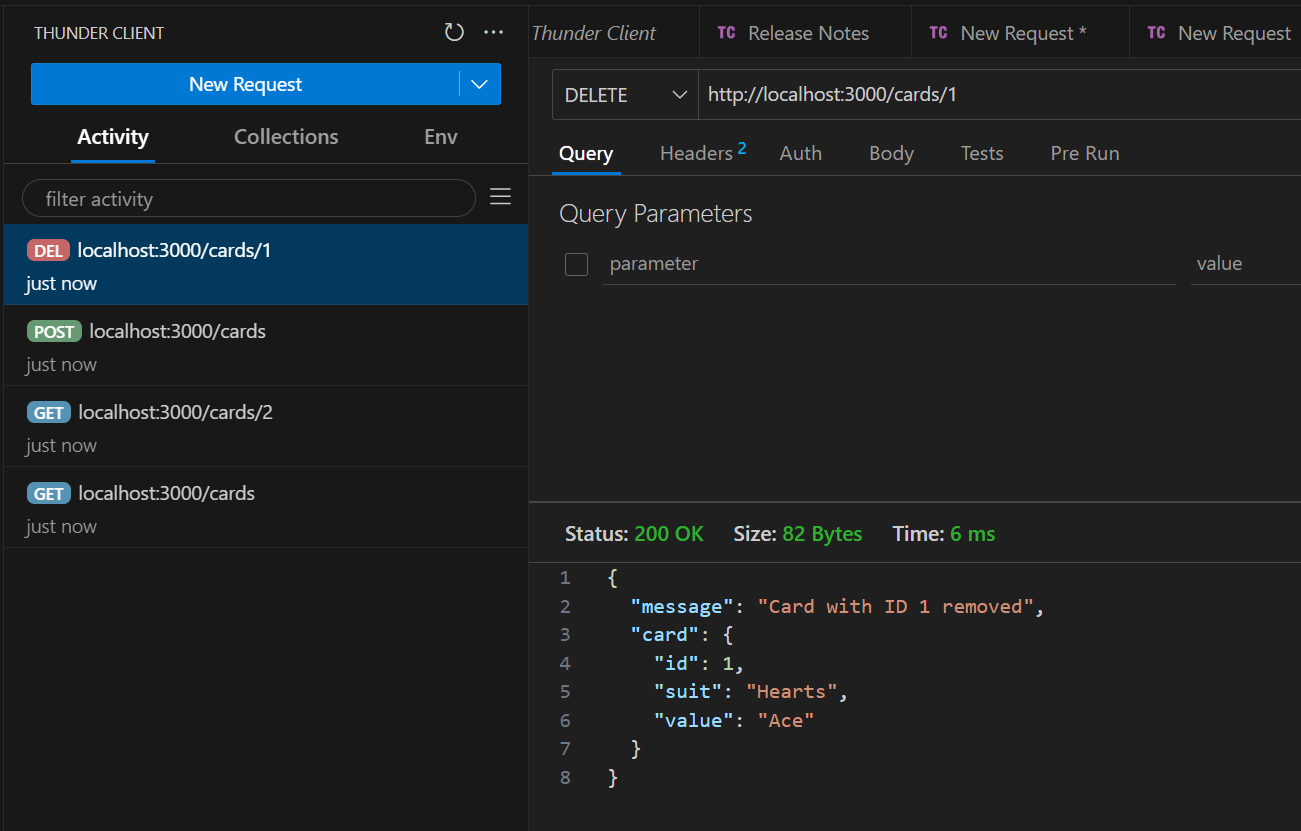 THUNDER CLIENT
New Request
Activity Collections Env
filter activity
DEL localhost:3000/cards/1
just now
POST localhost:3000/cards
just now
GET localhost:3000/cards/2
just now
GET localhost:3000/cards
just now
Thunder Client TC Release Notes TC New Request * TC New Request
DELETE http://localhost:3000/cards/1
Query Headers 2 Auth Body Tests Pre Run
Query Parameters
parameter value
Status: 200 OK Size: 82 Bytes Time: 6 ms
1 {
2 "message": "Card with ID 1 removed",
3 "card": {
4 "id": 1,
5 "suit": "Hearts",
6 "value": "Ace"
7 }
8 }